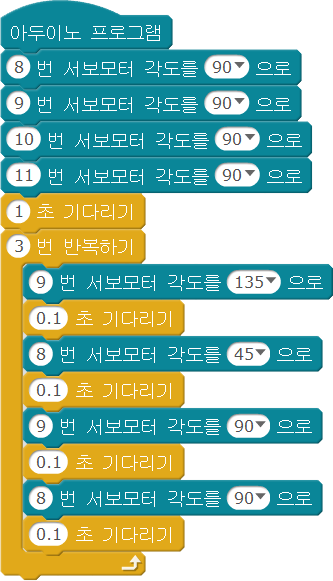 아두이노 프로그램
8 번 서보모터 각도를 90 으로
9 번 서보모터 각도를 90 으로
10 번 서보모터 각도를 90 으로
11 번 서보모터 각도를 90 으로
1 초 기다리기
3 번 반복하기
9 번 서보모터 각도를 135 으로
0.1 초 기다리기
8 번 서보모터 각도를 45 으로
0.1 초 기다리기
9 번 서보모터 각도를 90 으로
0.1 초 기다리기
8 번 서보모터 각도를 90 으로
0.1 초 기다리기